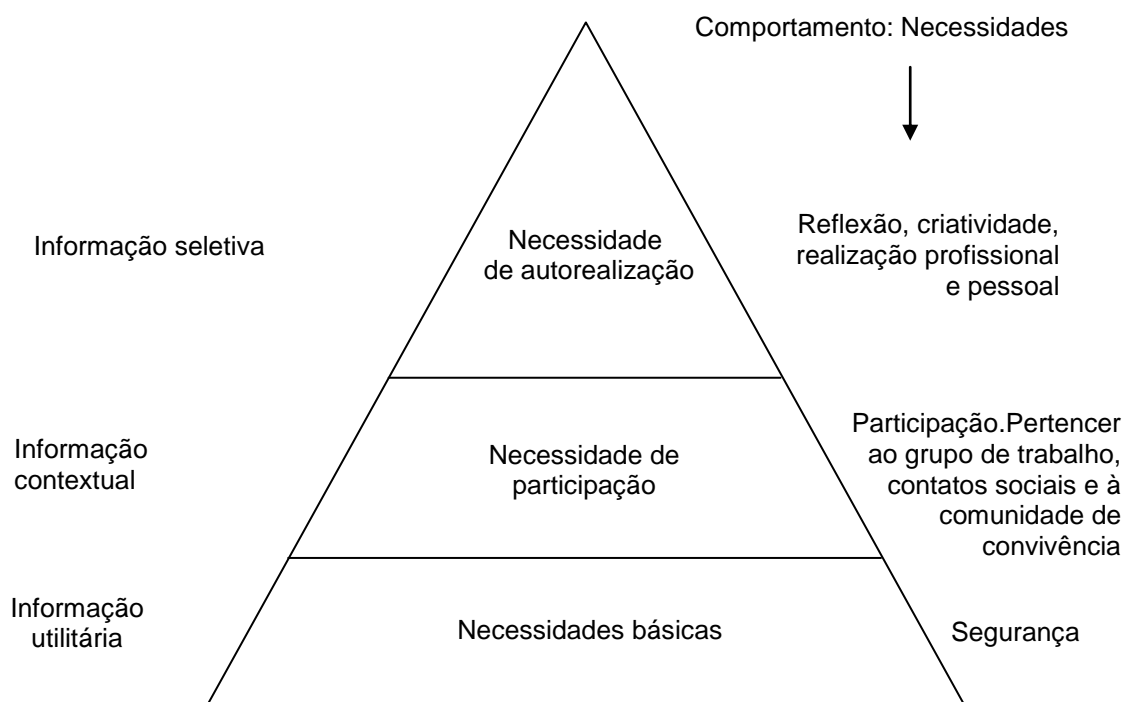 Comportamento: Necessidades
Informação seletiva
Necessidade
de autorealização
Reflexão, criatividade,
realização profissional
e pessoal
Informação
contextual
Necessidade de
participação
Participação.Pertencer
ao grupo de trabalho,
contatos sociais e à
comunidade de
convivência
Informação
utilitária
Necessidades básicas
Segurança